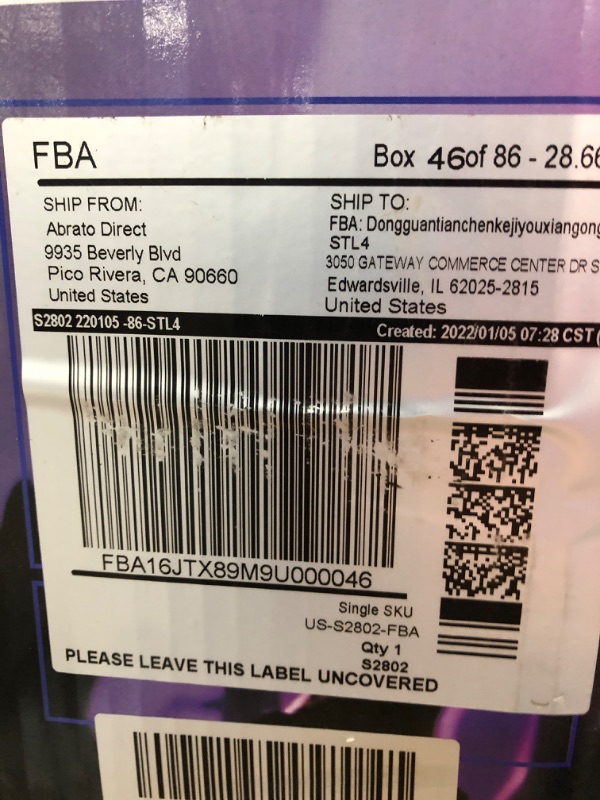 FBA
Box 46of 86 - 28.66
SHIP FROM:
Abrato Direct
9935 Beverly Blvd
Pico Rivera, CA 90660
United States
SHIP TO:
FBA: Dongguantianchenkejiyouxiangong
STL4
3050 GATEWAY COMMERCE CENTER DR S
Edwardsville, IL 62025-2815
United States
S2802 220105 -86-STL4
Created: 2022/01/05 07:28 CST (
FBA16JTX89M9U000046
Single SKU
US-S2802-FBA
Qty 1
S2802
PLEASE LEAVE THIS LABEL UNCOVERED